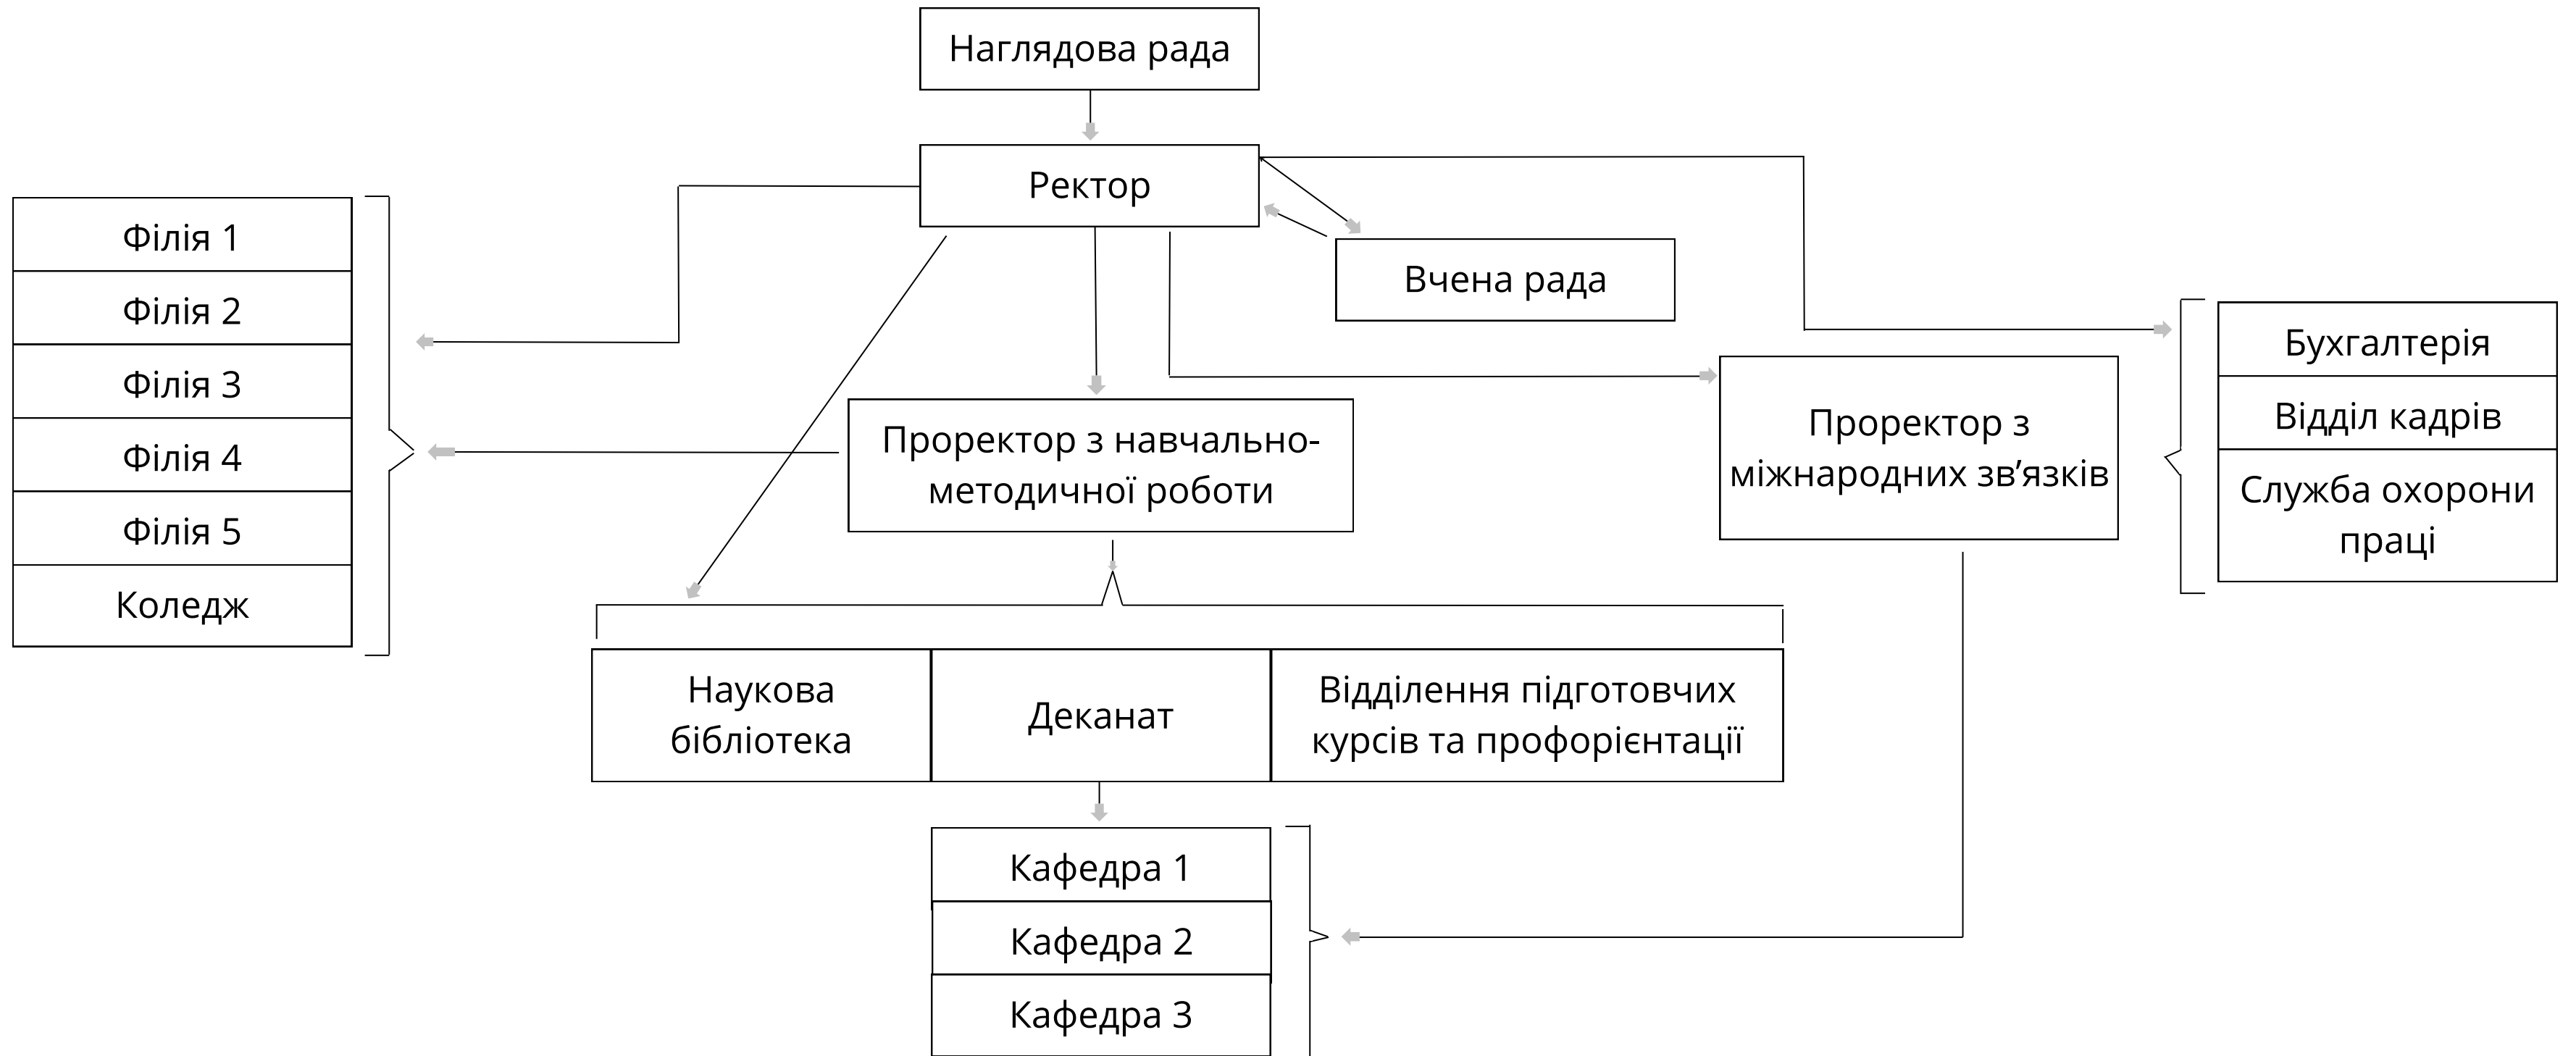 Наглядова рада
Ректор
Вчена рада
Філія 1
Філія 2
Філія 3
Філія 4
Філія 5
Коледж
Проректор з навчально-
методичної роботи
Проректор з
міжнародних зв’язків
Бухгалтерія
Відділ кадрів
Служба охорони
праці
Наукова
бібліотека
Деканат
Відділення підготовчих
курсів та профорієнтації
Кафедра 1
Кафедра 2
Кафедра 3